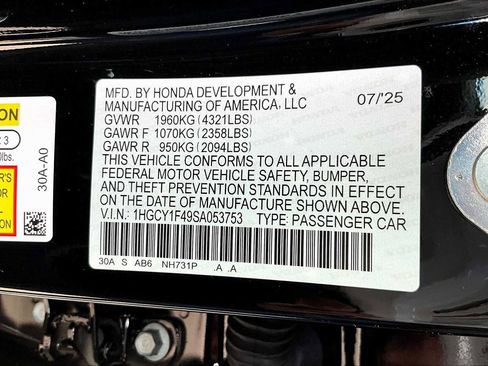 MFD. BY HONDA DEVELOPMENT &
MANUFACTURING OF AMERICA, LLC 07/'25
GVWR 1960KG (4321LBS)
GAWR F 1070KG (2358LBS)
GAWR R 950KG (2094LBS)
THIS VEHICLE CONFORMS TO ALL APPLICABLE
FEDERAL MOTOR VEHICLE SAFETY, BUMPER,
AND THEFT PREVENTION STANDARDS IN EFFECT
ON THE DATE OF MANUFACTURE SHOWN ABOVE.
V.I.N.: 1HGCY1F49SA053753 TYPE: PASSENGER CAR
30A S AB6 NH731P .A .A
3
lbs.
30A-A0